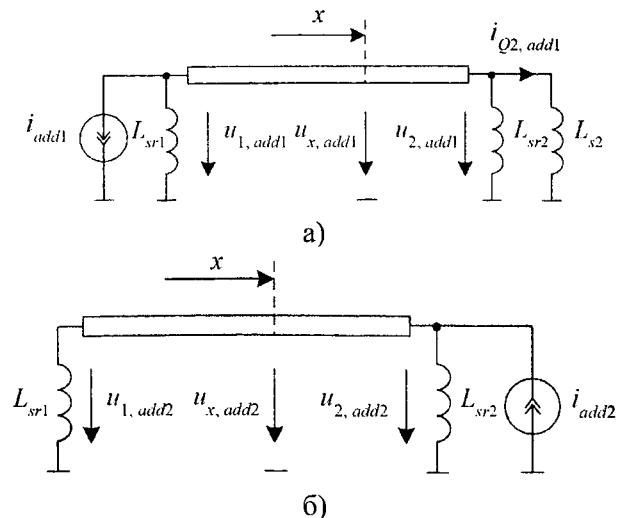 x
i_{Q2, add1}
i_{add1} L_{sr1} u_{1, add1} u_{x, add1} u_{2, add1} L_{sr2} L_{s2}
а)
x
L_{sr1} u_{1, add2} u_{x, add2} u_{2, add2} L_{sr2} i_{add2}
б)